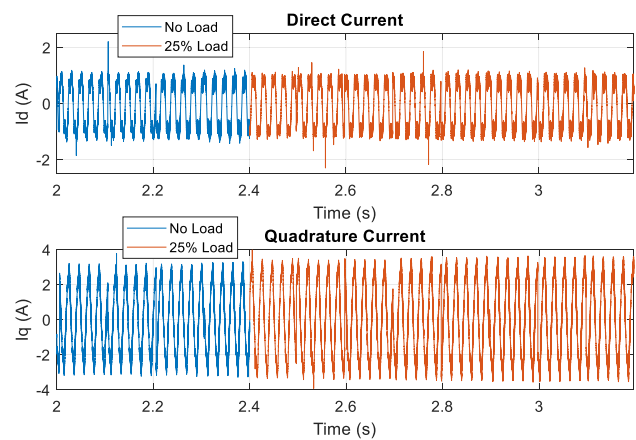 Direct Current
No Load
25% Load
2
0
-2
Id (A)
2
2.2
2.4
2.6
2.8
3
Time (s)
Quadrature Current
No Load
25% Load
4
2
0
-2
-4
Iq (A)
2
2.2
2.4
2.6
2.8
3
Time (s)